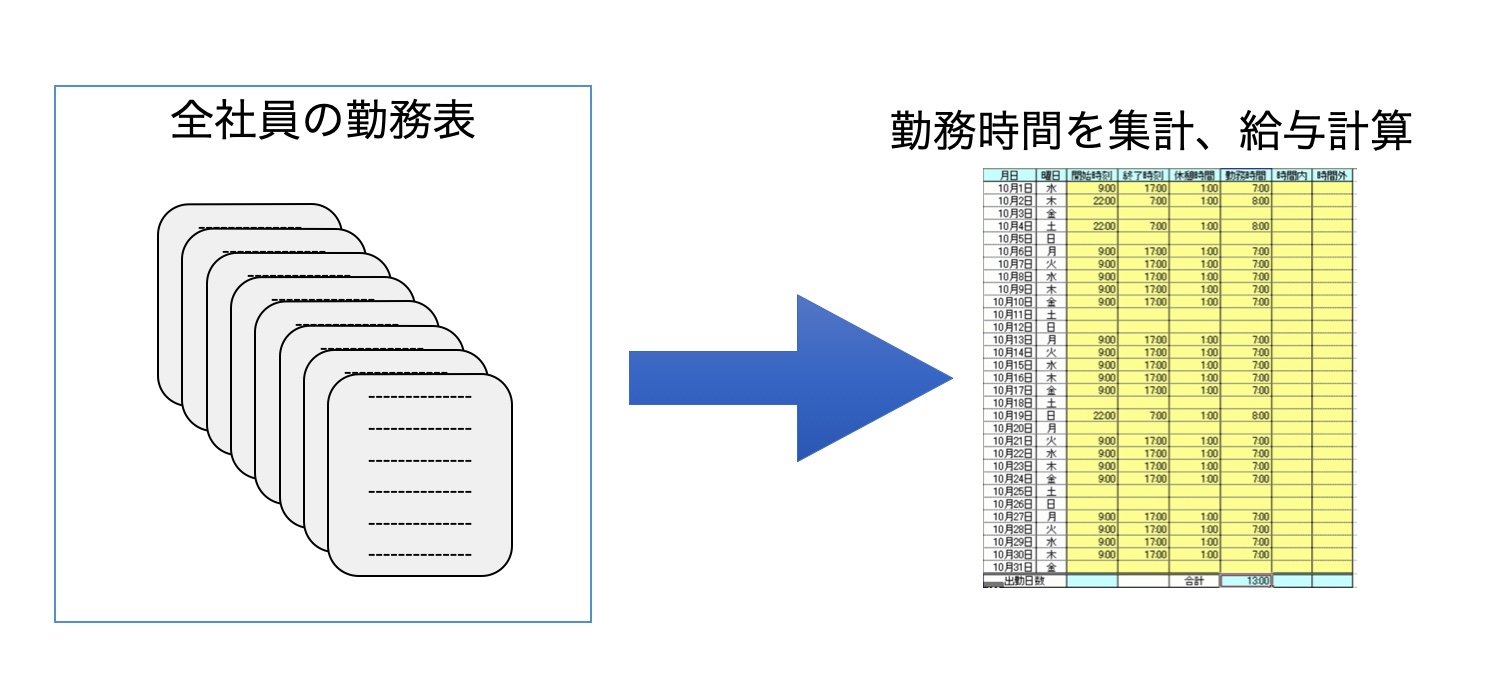 全社員の勤務表
勤務時間を集計、給与計算
月日 曜日 開始時刻 終了時刻 休憩時間 勤務時間 時間内 時間外
10月1日 水 9:00 17:00 1:00 7:00
10月2日 木 22:00 7:00 1:00 8:00
10月3日 金
10月4日 土 22:00 7:00 1:00 8:00
10月5日 日
10月6日 月 9:00 17:00 1:00 7:00
10月7日 火 9:00 17:00 1:00 7:00
10月8日 水 9:00 17:00 1:00 7:00
10月9日 木 9:00 17:00 1:00 7:00
10月10日 金 9:00 17:00 1:00 7:00
10月11日 土
10月12日 日
10月13日 月 9:00 17:00 1:00 7:00
10月14日 火 9:00 17:00 1:00 7:00
10月15日 水 9:00 17:00 1:00 7:00
10月16日 木 9:00 17:00 1:00 7:00
10月17日 金 9:00 17:00 1:00 7:00
10月18日 土
10月19日 日 22:00 7:00 1:00 8:00
10月20日 月
10月21日 火 9:00 17:00 1:00 7:00
10月22日 水 9:00 17:00 1:00 7:00
10月23日 木 9:00 17:00 1:00 7:00
10月24日 金 9:00 17:00 1:00 7:00
10月25日 土
10月26日 日
10月27日 月 9:00 17:00 1:00 7:00
10月28日 火 9:00 17:00 1:00 7:00
10月29日 水 9:00 17:00 1:00 7:00
10月30日 木 9:00 17:00 1:00 7:00
10月31日 金
出勤日数 合計 13:00